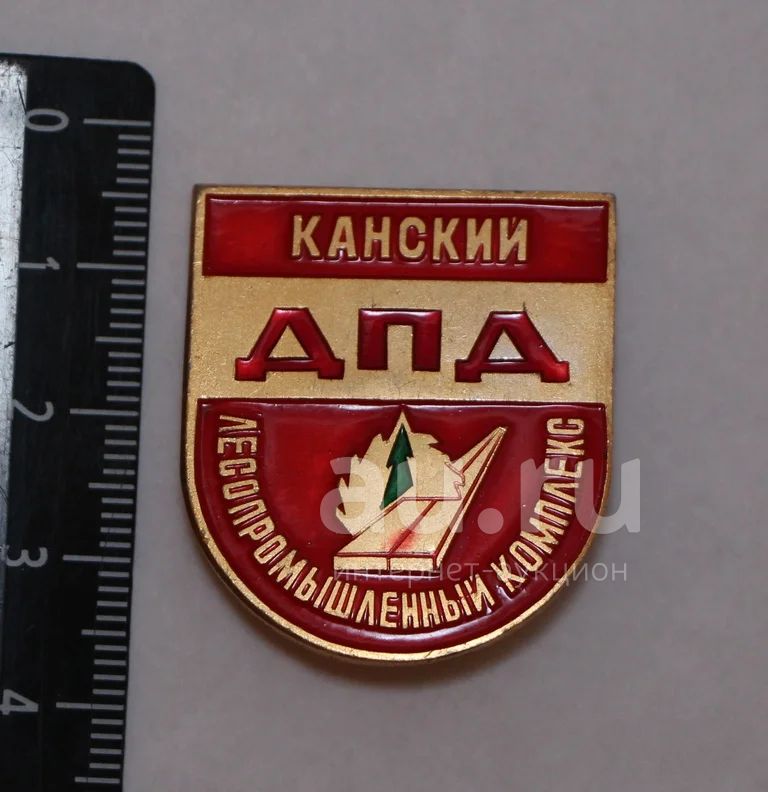 0
1
2
3
4
КАНСКИЙ
ДПД
ЛЕСОПРОМЫШЛЕННЫЙ КОМПЛЕКС
au.ru
интернет-аукцион